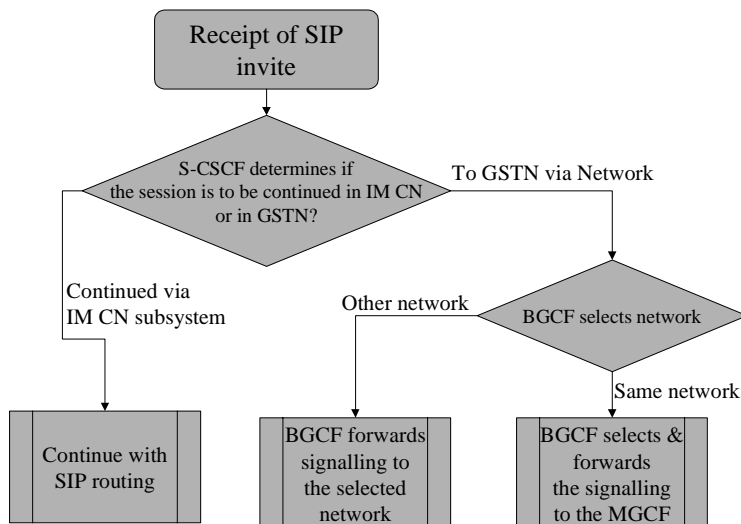 Receipt of SIP
invite
S-CSCF determines if
the session is to be continued in IM CN
or in GSTN?
To GSTN via Network
Continued via
IM CN subsystem
Other network
BGCF selects network
Same network
Continue with
SIP routing
BGCF forwards
signalling to
the selected
network
BGCF selects &
forwards
the signalling
to the MGCF